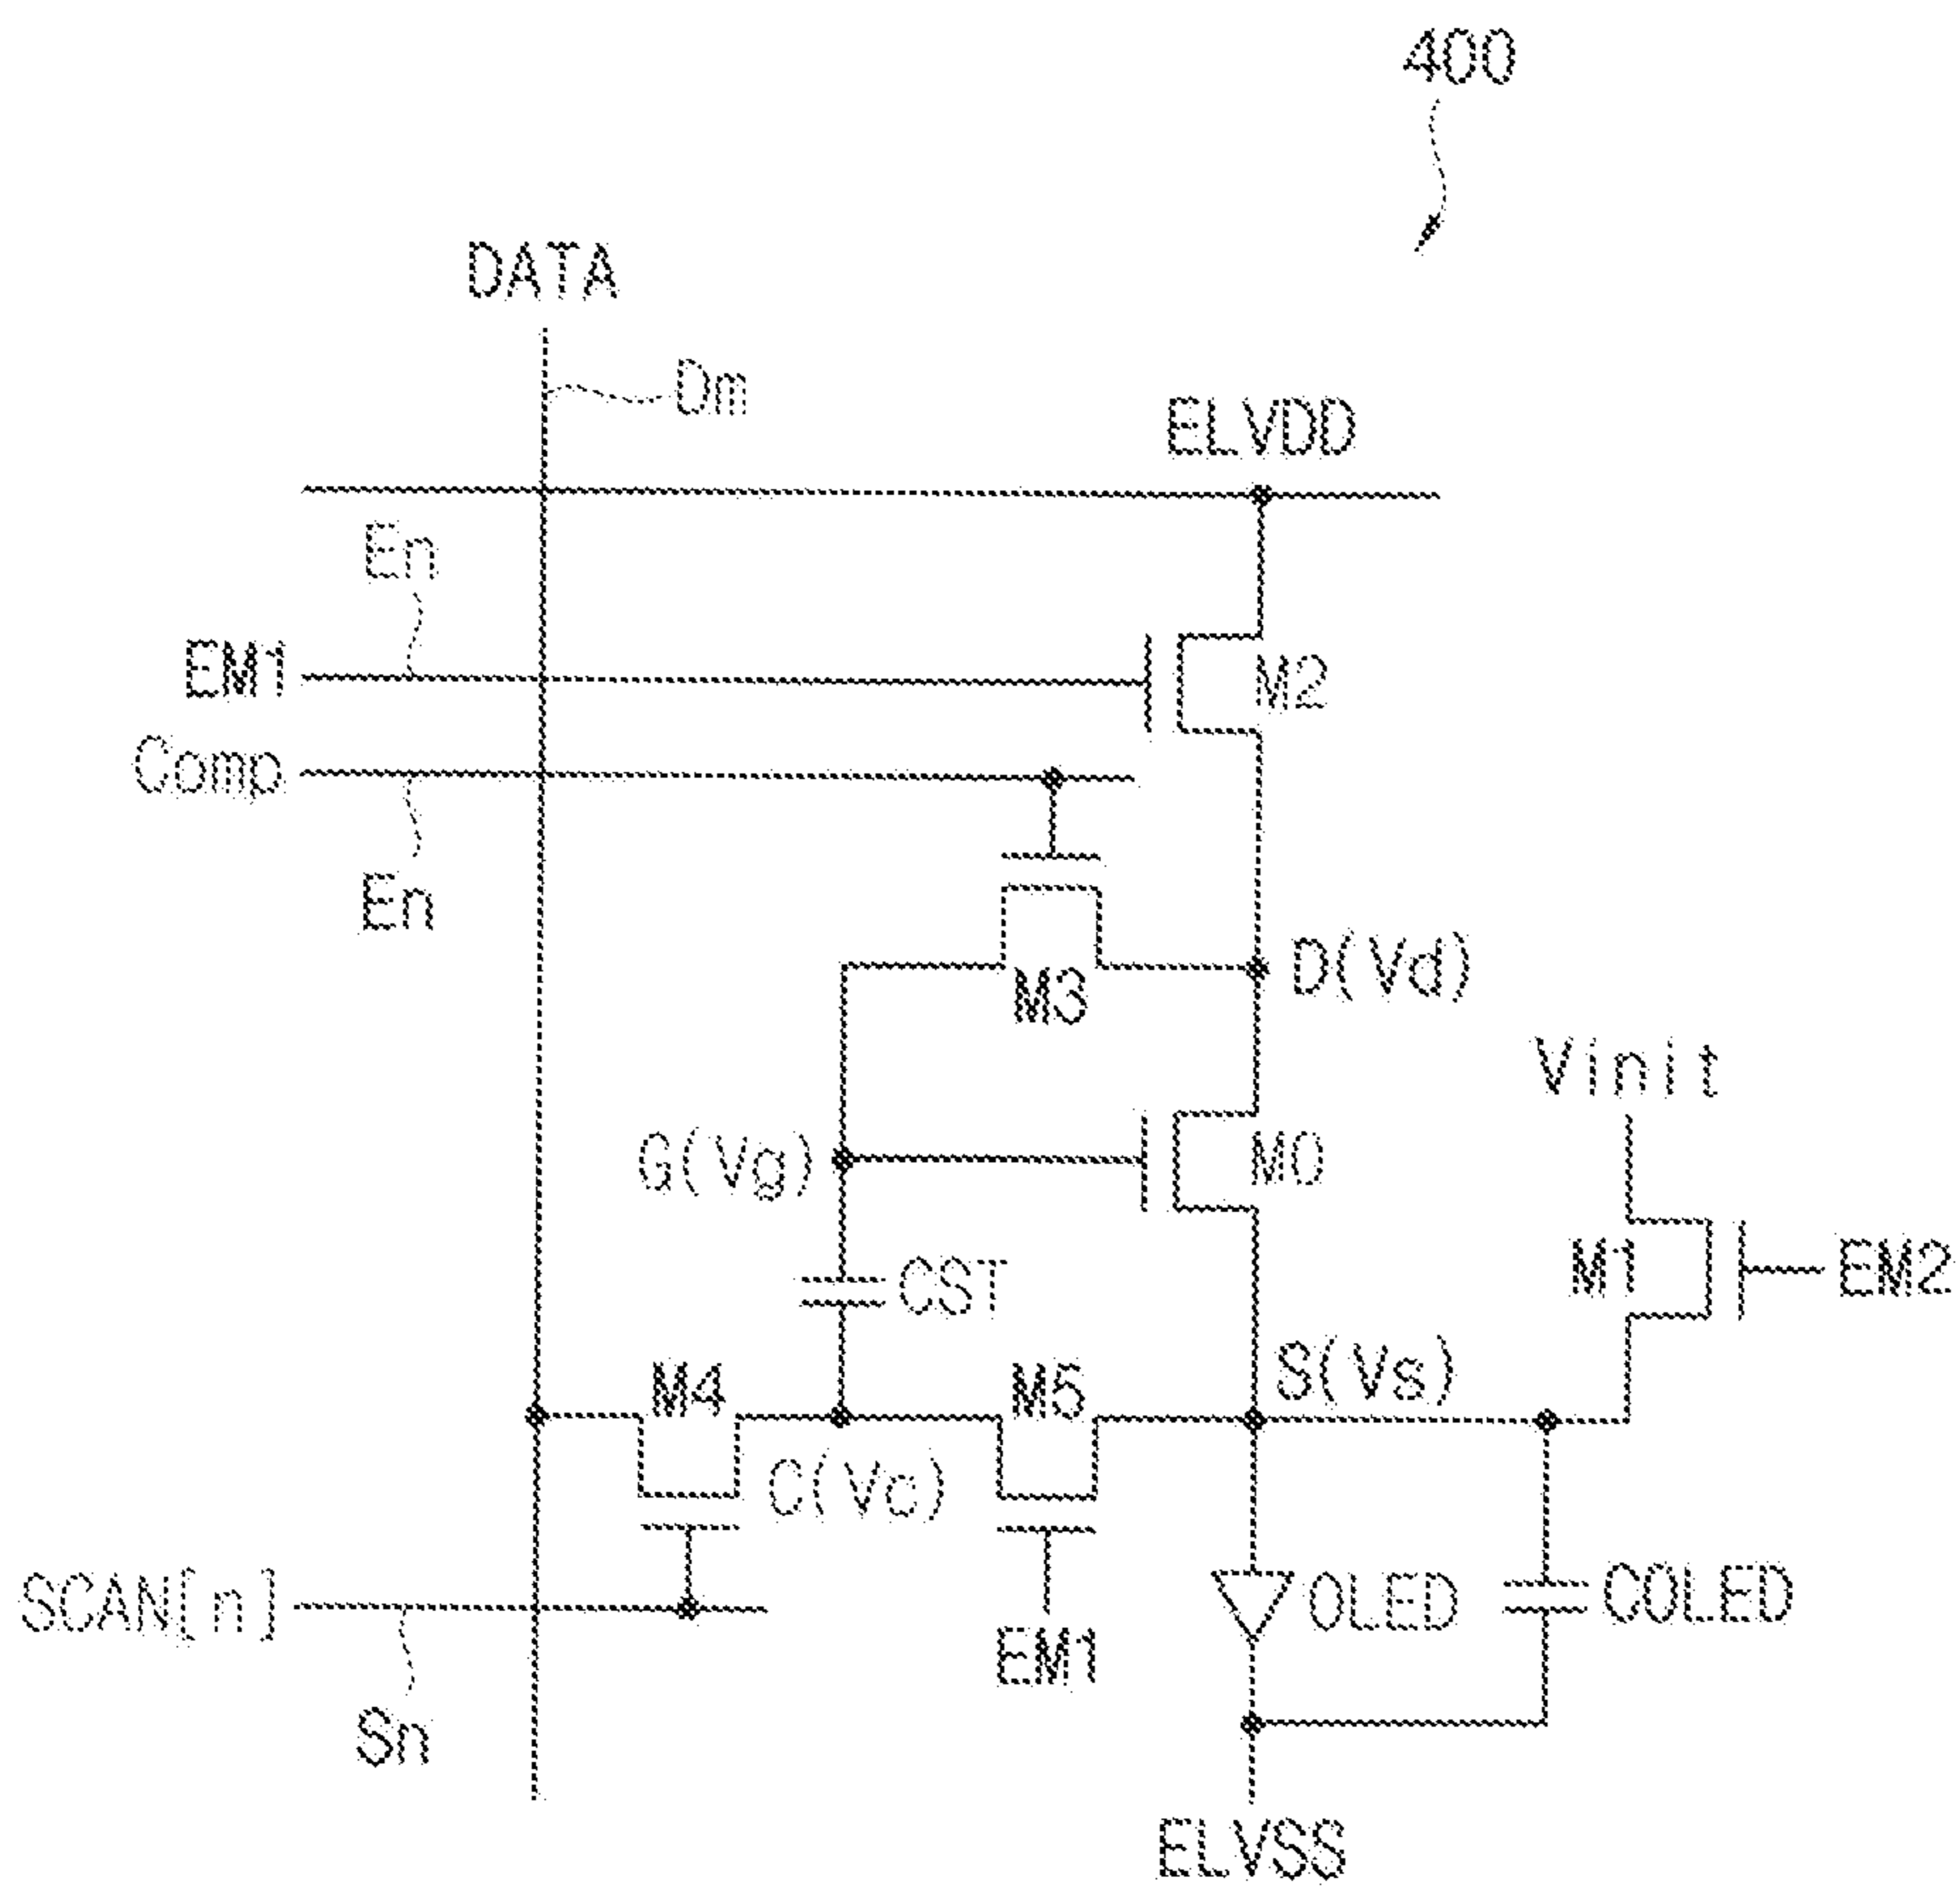 400
DATA
Dm
ELVDD
En
EM1
M2
Comp
En
M3
D(Vd)
Vinit
G(Vg)
M0
M1
EM2
CST
M4
M5
S(Vs)
C(Vc)
SCAN[n]
OLED
COLED
EM1
Sn
ELVSS